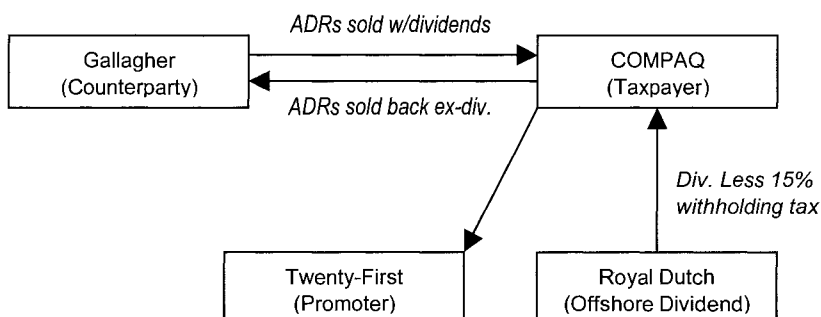 ADRs sold w/dividends
Gallagher
(Counterparty)
COMPAQ
(Taxpayer)
ADRs sold back ex-div.
Div. Less 15%
withholding tax
Twenty-First
(Promoter)
Royal Dutch
(Offshore Dividend)